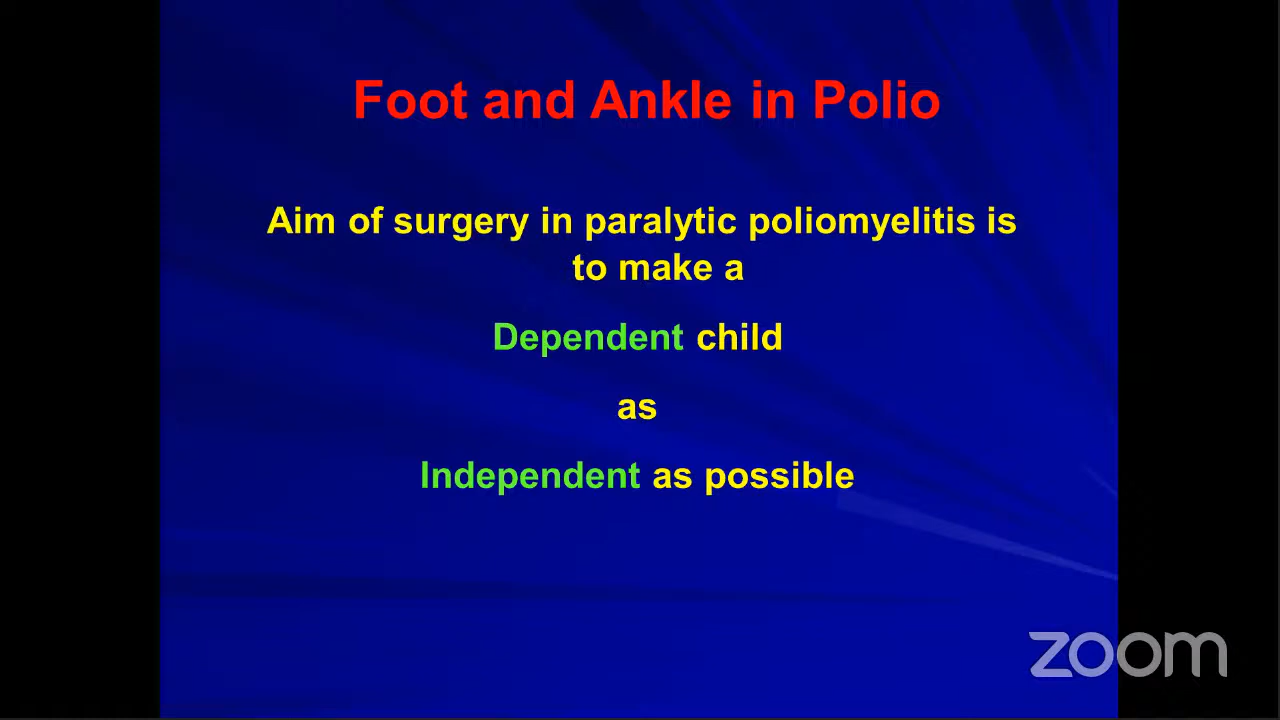 Foot and Ankle in Polio
Aim of surgery in paralytic poliomyelitis is
to make a
Dependent child
as
Independent as possible
zoom